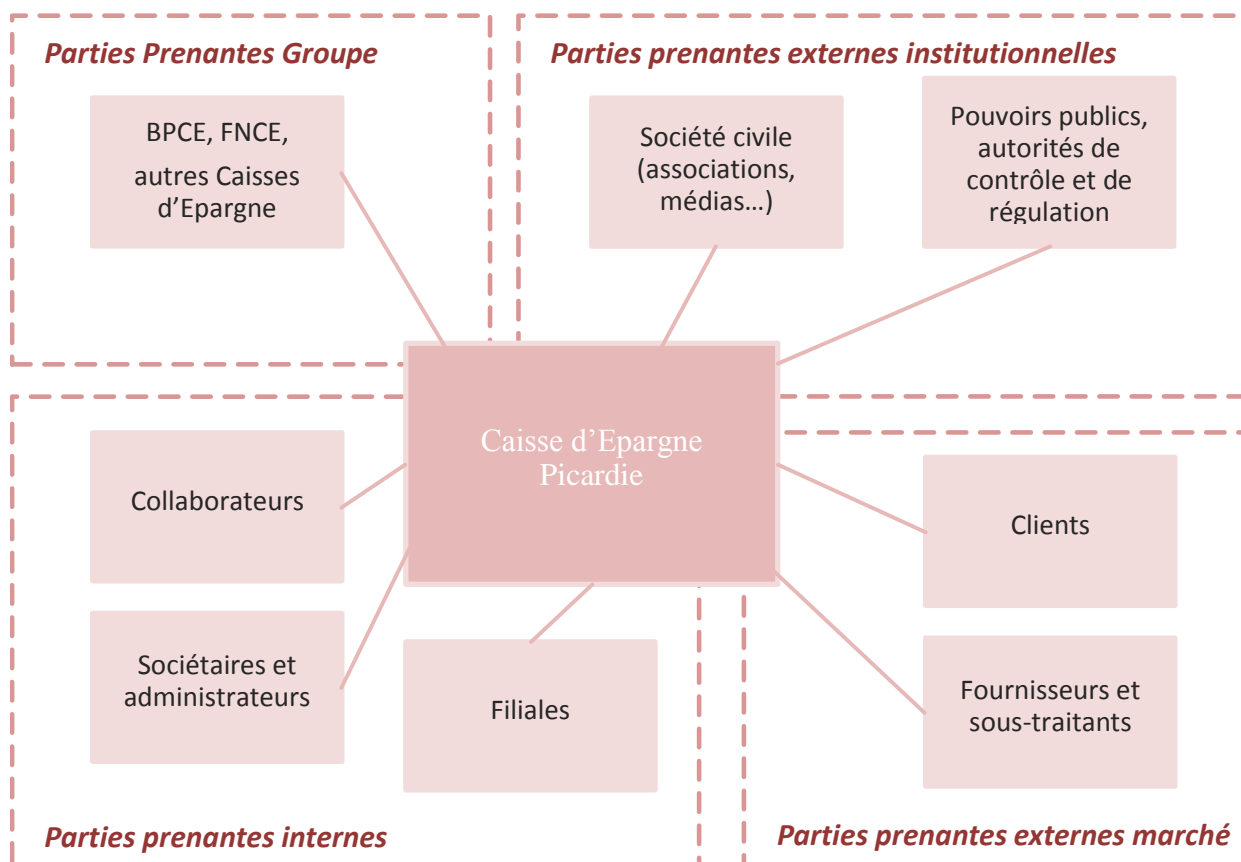 Parties Prenantes Groupe
BPCE, FNCE,
autres Caisses
d’Epargne
Parties prenantes externes institutionnelles
Société civile
(associations,
médias…)
Pouvoirs publics,
autorités de
contrôle et de
régulation
Caisse d’Epargne
Picardie
Collaborateurs
Sociétaires et
administrateurs
Filiales
Parties prenantes internes
Clients
Fournisseurs et
sous-traitants
Parties prenantes externes marché